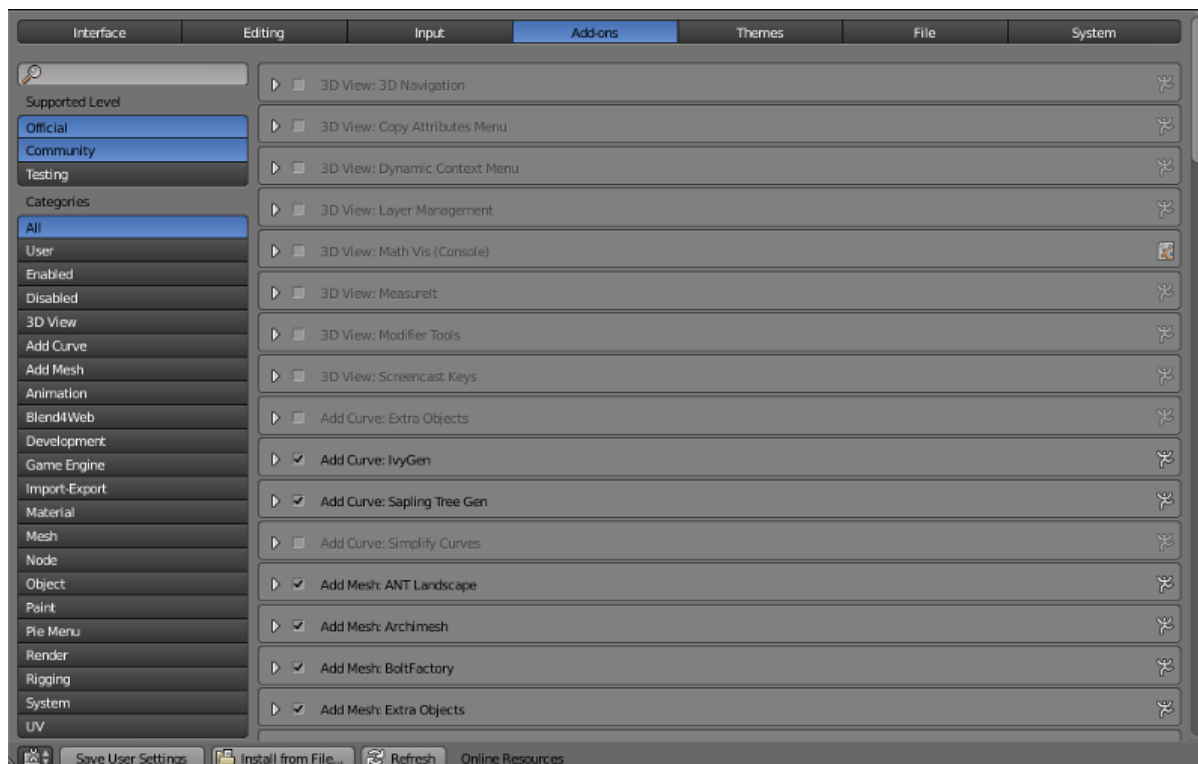 Interface Editing Input Add-ons Themes File System
Supported Level
Official
Community
Testing
Categories
All
User
Enabled
Disabled
3D View
Add Curve
Add Mesh
Animation
Blend4Web
Development
Game Engine
Import-Export
Material
Mesh
Node
Object
Paint
Pie Menu
Render
Rigging
System
UV
3D View: 3D Navigation
3D View: Copy Attributes Menu
3D View: Dynamic Context Menu
3D View: Layer Management
3D View: Math Vis (Console)
3D View: MeasureIt
3D View: Modifier Tools
3D View: Screencast Keys
Add Curve: Extra Objects
Add Curve: IvyGen
Add Curve: Sapling Tree Gen
Add Curve: Simplify Curves
Add Mesh: ANT Landscape
Add Mesh: Archimesh
Add Mesh: BoltFactory
Add Mesh: Extra Objects
Save User Settings Install from File... Refresh Online Resources